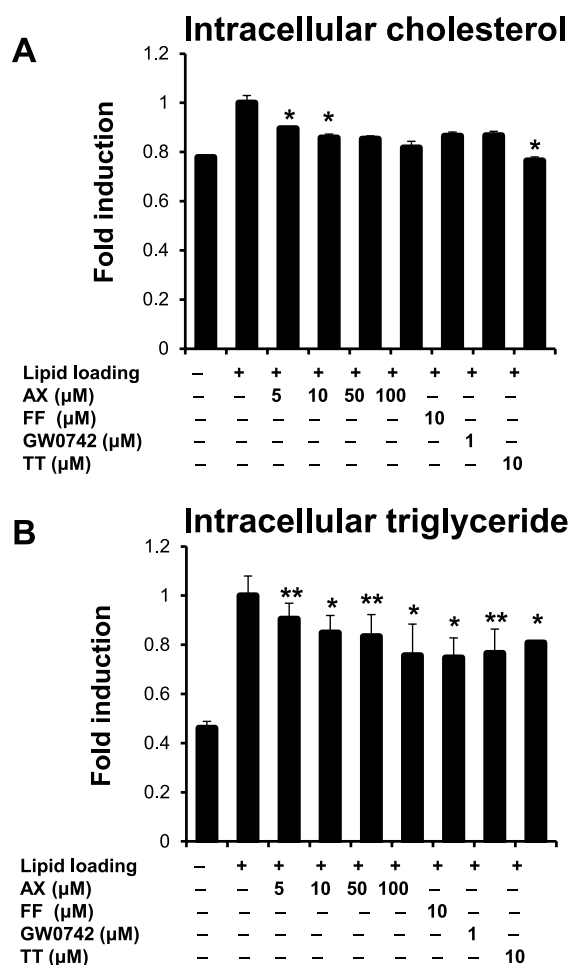 Intracellular cholesterol
A
1.2
1
0.8
0.6
0.4
0.2
0
Fold induction
* * *
Lipid loading – + + + + + + + +
AX (μM) – – 5 10 50 100 – – –
FF (μM) – – – – – – 10 – –
GW0742 (μM) – – – – – – – 1 –
TT (μM) – – – – – – – – 10
Intracellular triglyceride
B
1.2
1
0.8
0.6
0.4
0.2
0
Fold induction
** * ** * * ** *
Lipid loading – + + + + + + + +
AX (μM) – – 5 10 50 100 – – –
FF (μM) – – – – – – 10 – –
GW0742 (μM) – – – – – – – 1 –
TT (μM) – – – – – – – – 10